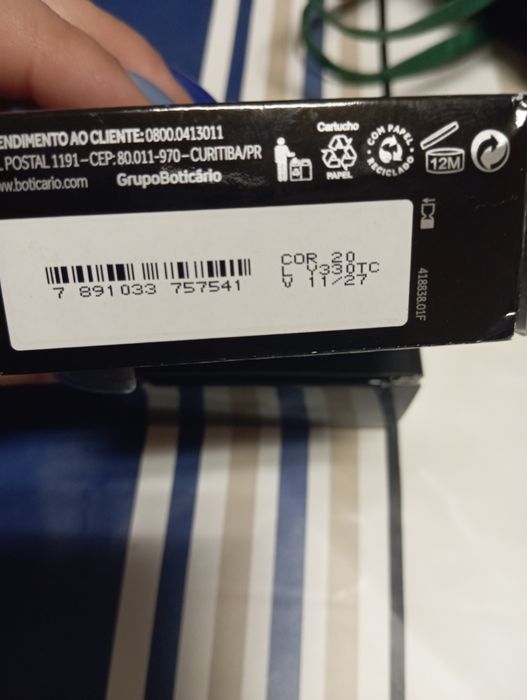 ENDIMENTO AO CLIENTE: 0800.0413011
POSTAL 1191 – CEP: 80.011-970 – CURITIBA/PR
ww.boticario.com GrupoBoticário
Cartucho
PAPEL
COM PAPEL
RECICLADO
12M
7 891033 757541
COR 20
L Y330TC
V 11/27
418838.01F